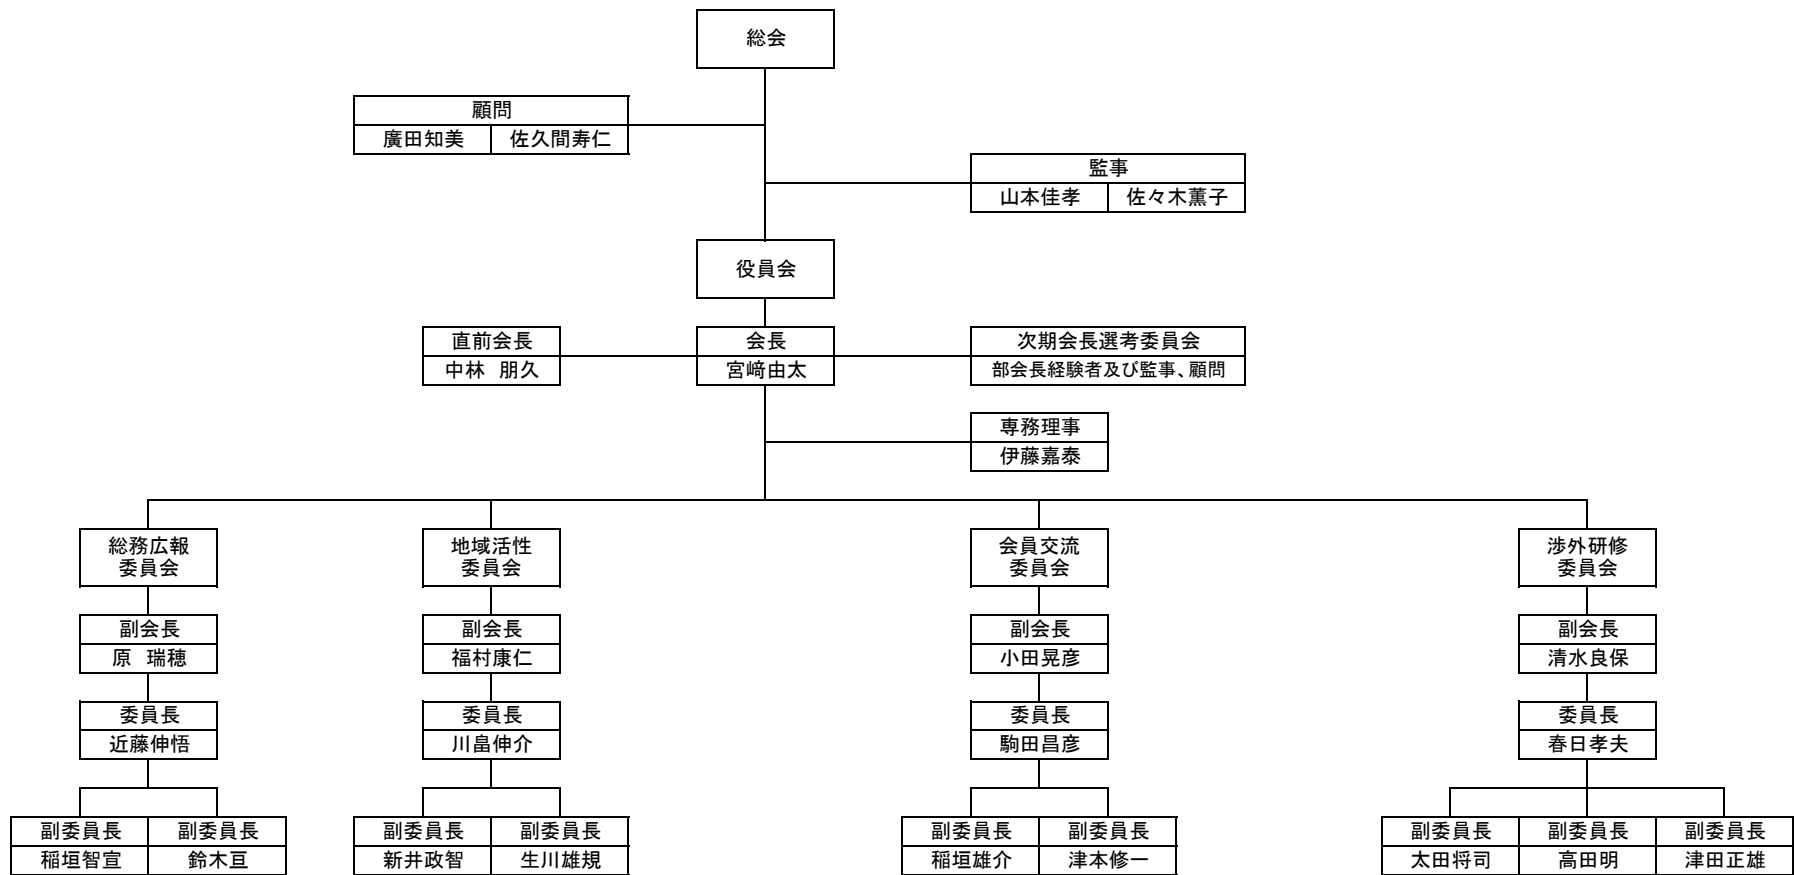 総会
顧問
廣田知美 佐久間寿仁
監事
山本佳孝 佐々木薫子
役員会
直前会長 会長 次期会長選考委員会
中林 朋久 宮﨑由太 部会長経験者及び監事、顧問
専務理事
伊藤嘉泰
総務広報 地域活性 会員交流 渉外研修
委員会 委員会 委員会 委員会
副会長 副会長 副会長 副会長
原 瑞穂 福村康仁 小田晃彦 清水良保
委員長 委員長 委員長 委員長
近藤伸悟 川畠伸介 駒田昌彦 春日孝夫
副委員長 副委員長 副委員長 副委員長 副委員長 副委員長 副委員長 副委員長 副委員長
稲垣智宣 鈴木亘 新井政智 生川雄規 稲垣雄介 津本修一 太田将司 高田明 津田正雄